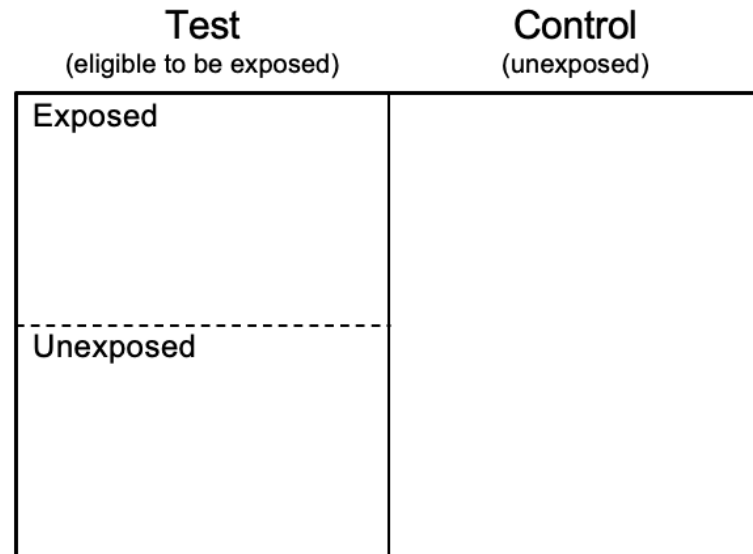 Test
(eligible to be exposed)
Control
(unexposed)
Exposed
Unexposed